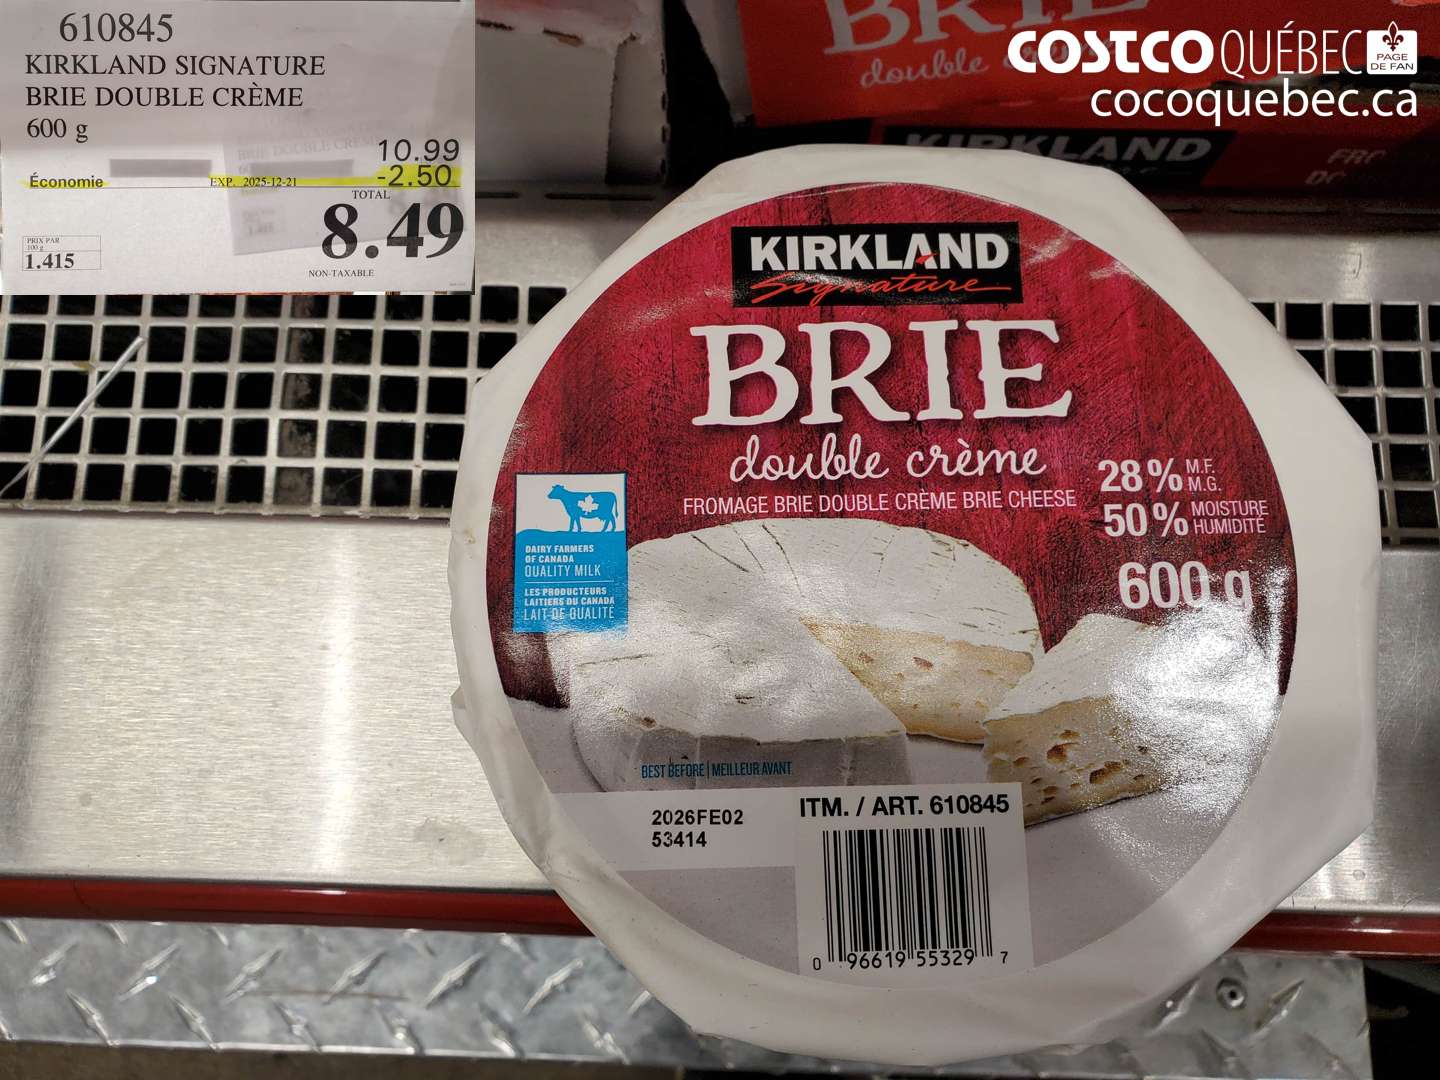 610845
KIRKLAND SIGNATURE
BRIE DOUBLE CRÈME
600 g
10.99
Économie EXP. 2025-12-21 -2.50
TOTAL
8.49
PRIX PAR
100 g
1.415
NON-TAXABLE
COSTCO QUÉBEC PAGE DE FAN
cocoquebec.ca
BRIE
double
KIRKLAND
KIRKLAND
Signature
BRIE
double crème
FROMAGE BRIE DOUBLE CRÈME BRIE CHEESE
28% M.F. M.G.
50% MOISTURE HUMIDITÉ
600 g
DAIRY FARMERS
OF CANADA
QUALITY MILK
LES PRODUCTEURS
LAITIERS DU CANADA
LAIT DE QUALITÉ
BEST BEFORE | MEILLEUR AVANT
2026FE02
53414
ITM. / ART. 610845
0 96619 55329 7